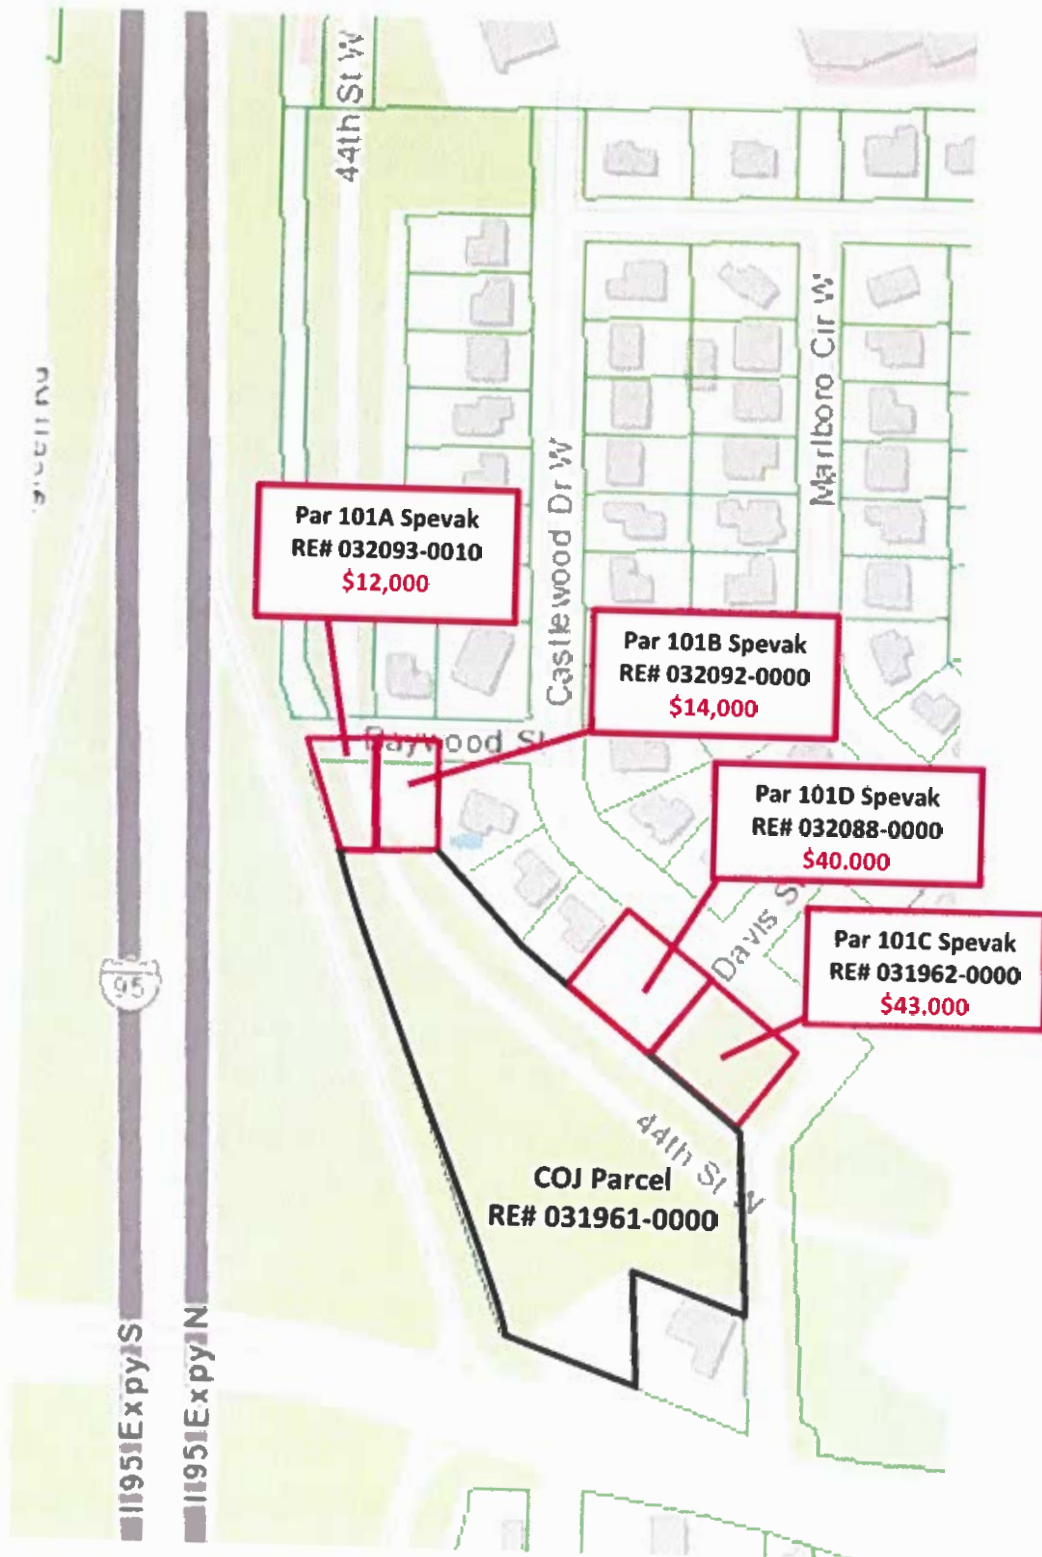 44th St W
Marlboro Cir W
Castlewood Dr W
Par 101A Spevak
RE# 032093-0010
$12,000
Par 101B Spevak
RE# 032092-0000
$14,000
Baywood St
Par 101D Spevak
RE# 032088-0000
$40.000
Davis S
Par 101C Spevak
RE# 031962-0000
$43,000
95
44th St W
COJ Parcel
RE# 031961-0000
I 95 Expy S
I 95 Expy N